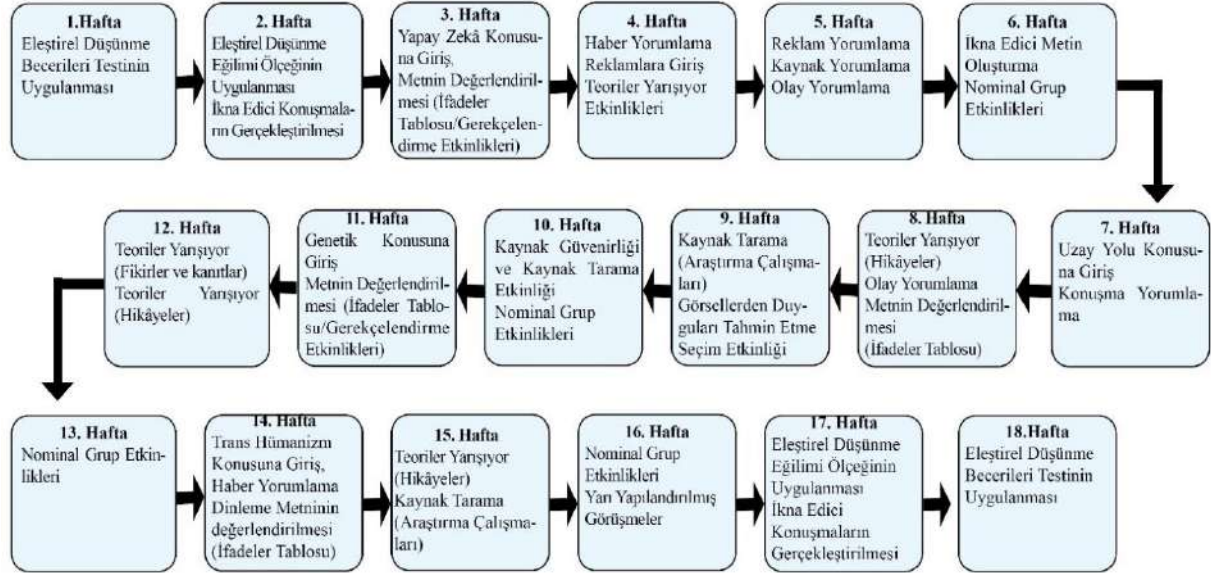 1.Hafta
Eleştirel Düşünme
Becerileri Testinin
Uygulanması
2. Hafta
Eleştirel Düşünme
Eğilimi Ölçeğinin
Uygulanması
İkna Edici Konuşmala-
rın Gerçekleştirilmesi
3. Hafta
Yapay Zekâ Konusu-
na Giriş,
Metnin Değerlendiril-
mesi (İfadeler
Tablosu/Gerekçelen-
dirme Etkinlikleri)
4. Hafta
Haber Yorumlama
Reklamlara Giriş
Teoriler Yarışıyor
Etkinlikleri
5. Hafta
Reklam Yorumlama
Kaynak Yorumlama
Olay Yorumlama
6. Hafta
İkna Edici Metin
Oluşturma
Nominal Grup
Etkinlikleri
7. Hafta
Uzay Yolu Konusu-
na Giriş
Konuşma Yorumla-
ma
8. Hafta
Teoriler Yarışıyor
(Hikâyeler)
Olay Yorumlama
Metnin Değerlendiril-
mesi
(İfadeler Tablosu)
9. Hafta
Kaynak Tarama
(Araştırma Çalışma-
ları)
Görsellerden Duy-
guları Tahmin Etme
Seçim Etkinliği
10. Hafta
Kaynak Güvenirliği
ve Kaynak Tarama
Etkinliği
Nominal Grup
Etkinlikleri
11. Hafta
Genetik Konusuna
Giriş
Metnin Değerlendiril-
mesi (İfadeler Tablo-
su/Gerekçelendirme
Etkinlikleri)
12. Hafta
Teoriler Yarışıyor
(Fikirler ve kanıtlar)
Teoriler Yarışıyor
(Hikâyeler)
13. Hafta
Nominal Grup Etkin-
likleri
14. Hafta
Trans Hümanizm
Konusuna Giriş,
Haber Yorumlama
Dinleme Metninin
değerlendirilmesi
(İfadeler Tablosu)
15. Hafta
Teoriler Yarışıyor
(Hikâyeler)
Kaynak Tarama
(Araştırma Çalışma-
ları)
16. Hafta
Nominal Grup
Etkinlikleri
Yarı Yapılandırılmış
Görüşmeler
17. Hafta
Eleştirel Düşünme
Eğilimi Ölçeğinin
Uygulanması
İkna Edici
Konuşmaların
Gerçekleştirilmesi
18.Hafta
Eleştirel Düşünme
Becerileri Testinin
Uygulanması